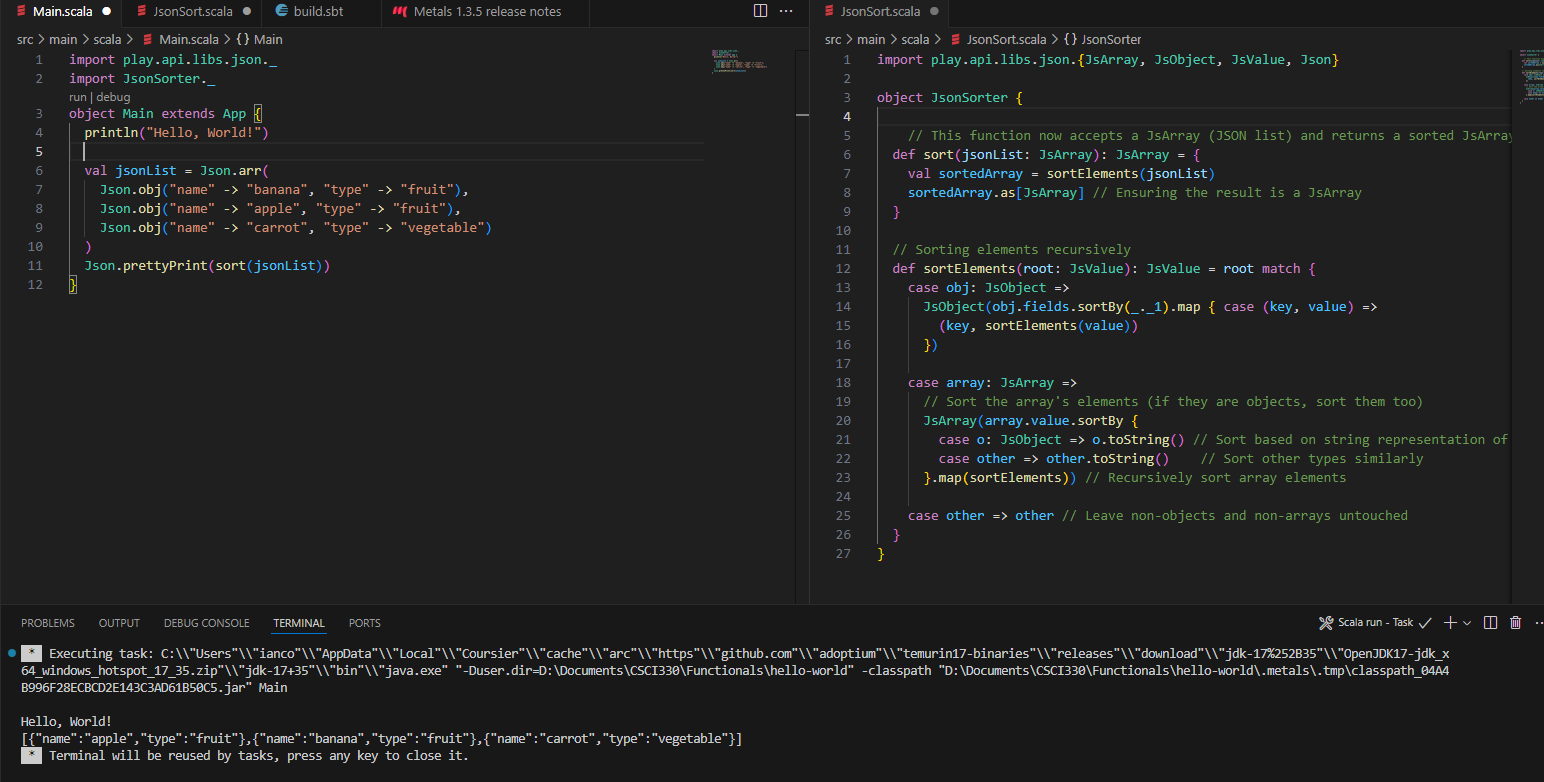 Main.scala
JsonSort.scala
build.sbt
Metals 1.3.5 release notes
src > main > scala > Main.scala > {} Main
1 import play.api.libs.json._
2 import JsonSorter._
run | debug
3 object Main extends App {
4 println("Hello, World!")
5
6 val jsonList = Json.arr(
7 Json.obj("name" -> "banana", "type" -> "fruit"),
8 Json.obj("name" -> "apple", "type" -> "fruit"),
9 Json.obj("name" -> "carrot", "type" -> "vegetable")
10 )
11 Json.prettyPrint(sort(jsonList))
12 }
JsonSort.scala
src > main > scala > JsonSort.scala > {} JsonSorter
1 import play.api.libs.json.{JsArray, JsObject, JsValue, Json}
2
3 object JsonSorter {
4
5 // This function now accepts a JsArray (JSON list) and returns a sorted JsArray
6 def sort(jsonList: JsArray): JsArray = {
7 val sortedArray = sortElements(jsonList)
8 sortedArray.as[JsArray] // Ensuring the result is a JsArray
9 }
10
11 // Sorting elements recursively
12 def sortElements(root: JsValue): JsValue = root match {
13 case obj: JsObject =>
14 JsObject(obj.fields.sortBy(_._1).map { case (key, value) =>
15 (key, sortElements(value))
16 })
17
18 case array: JsArray =>
19 // Sort the array's elements (if they are objects, sort them too)
20 JsArray(array.value.sortBy {
21 case o: JsObject => o.toString() // Sort based on string representation of
22 case other => other.toString() // Sort other types similarly
23 }.map(sortElements)) // Recursively sort array elements
24
25 case other => other // Leave non-objects and non-arrays untouched
26 }
27 }
PROBLEMS OUTPUT DEBUG CONSOLE TERMINAL PORTS
Scala run - Task
* Executing task: C:\\"Users"\\"ianco"\\"AppData"\\"Local"\\"Coursier"\\"cache"\\"arc"\\"https"\\"github.com"\\"adoptium"\\"temurin17-binaries"\\"releases"\\"download"\\"jdk-17%252B35"\\"OpenJDK17-jdk_x
64_windows_hotspot_17_35.zip"\\"jdk-17+35"\\"bin"\\"java.exe" "-Duser.dir=D:\Documents\CSCI330\Functionals\hello-world" -classpath "D:\Documents\CSCI330\Functionals\hello-world\.metals\.tmp\classpath_04A4
B996F28ECBCD2E143C3AD61B50C5.jar" Main
Hello, World!
[{"name":"apple","type":"fruit"},{"name":"banana","type":"fruit"},{"name":"carrot","type":"vegetable"}]
* Terminal will be reused by tasks, press any key to close it.